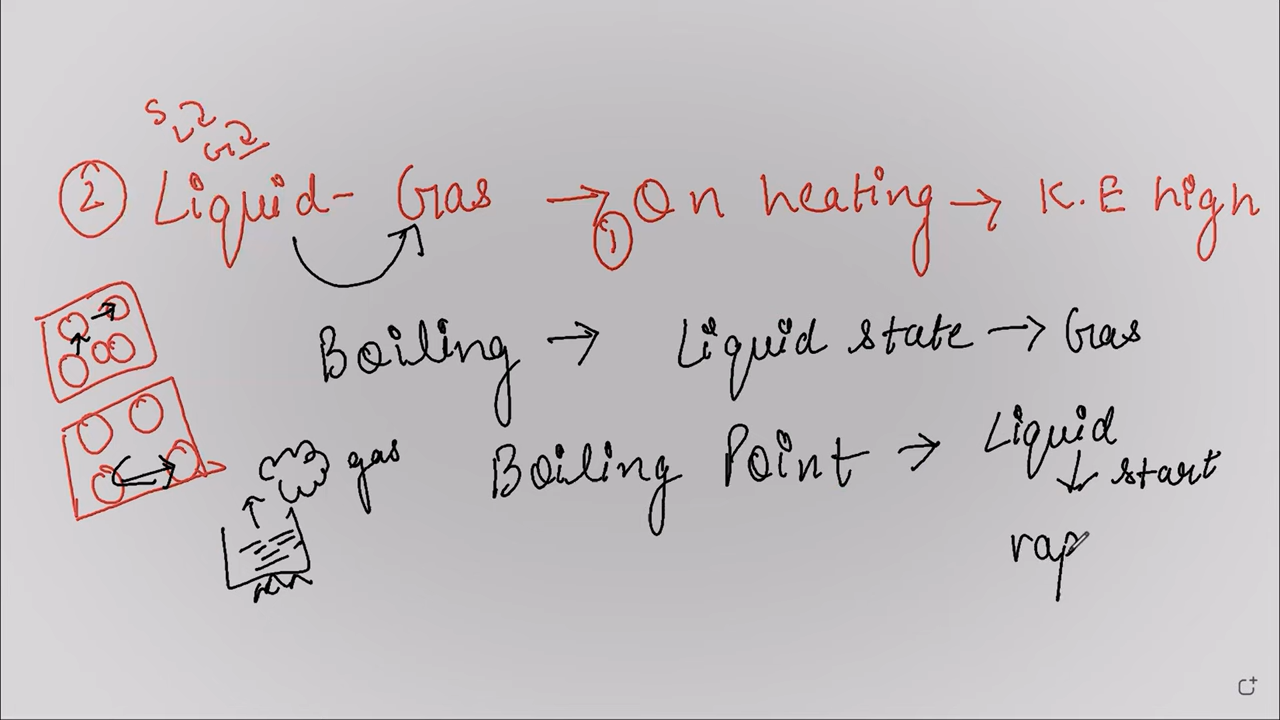 S
L
G
② Liquid - Gas → ① On heating → K.E high
Boiling → Liquid state → Gas
gas
Boiling Point → Liquid
↓ start
rap